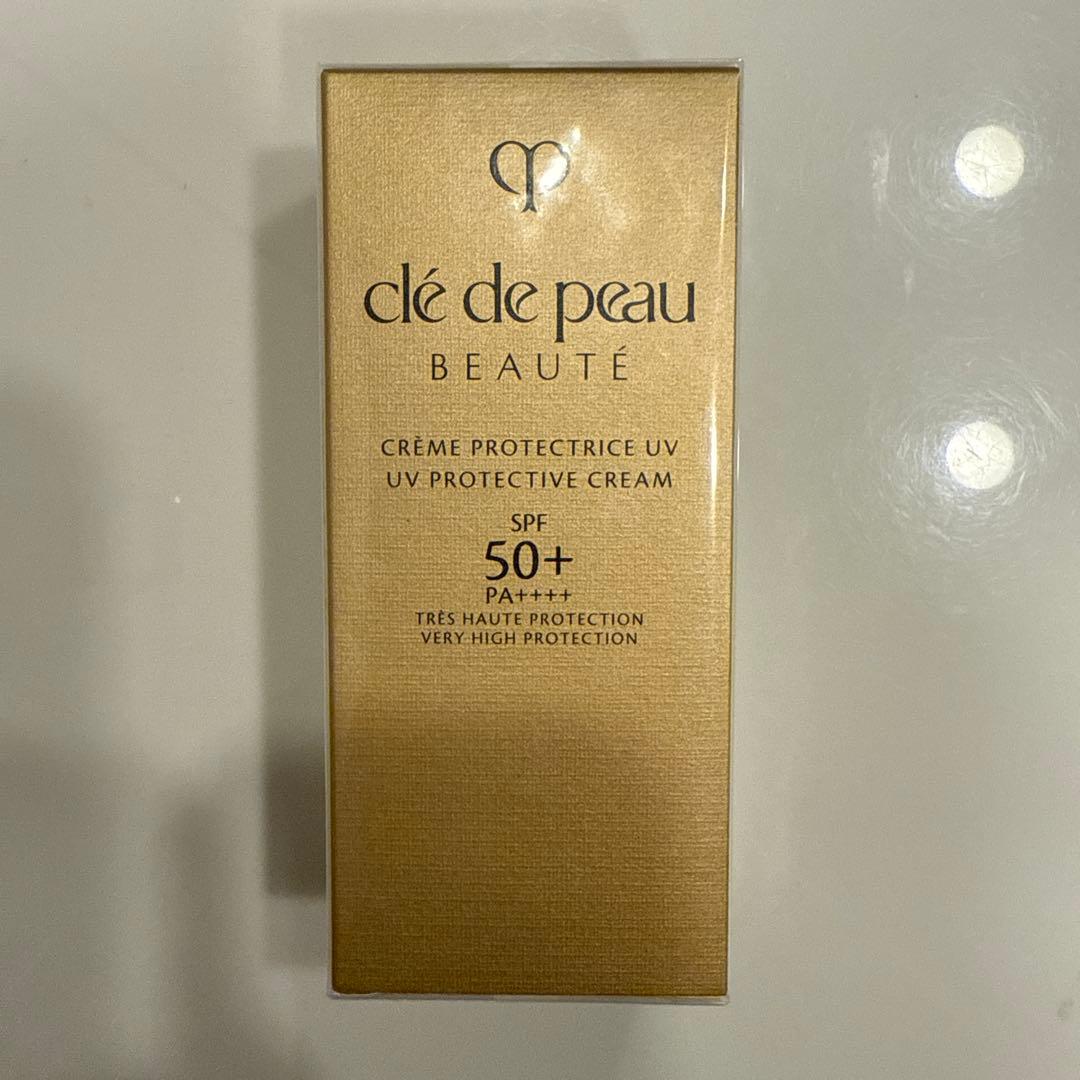 clé de peau
BEAUTÉ
CRÈME PROTECTRICE UV
UV PROTECTIVE CREAM
SPF
50+
PA++++
TRÈS HAUTE PROTECTION
VERY HIGH PROTECTION